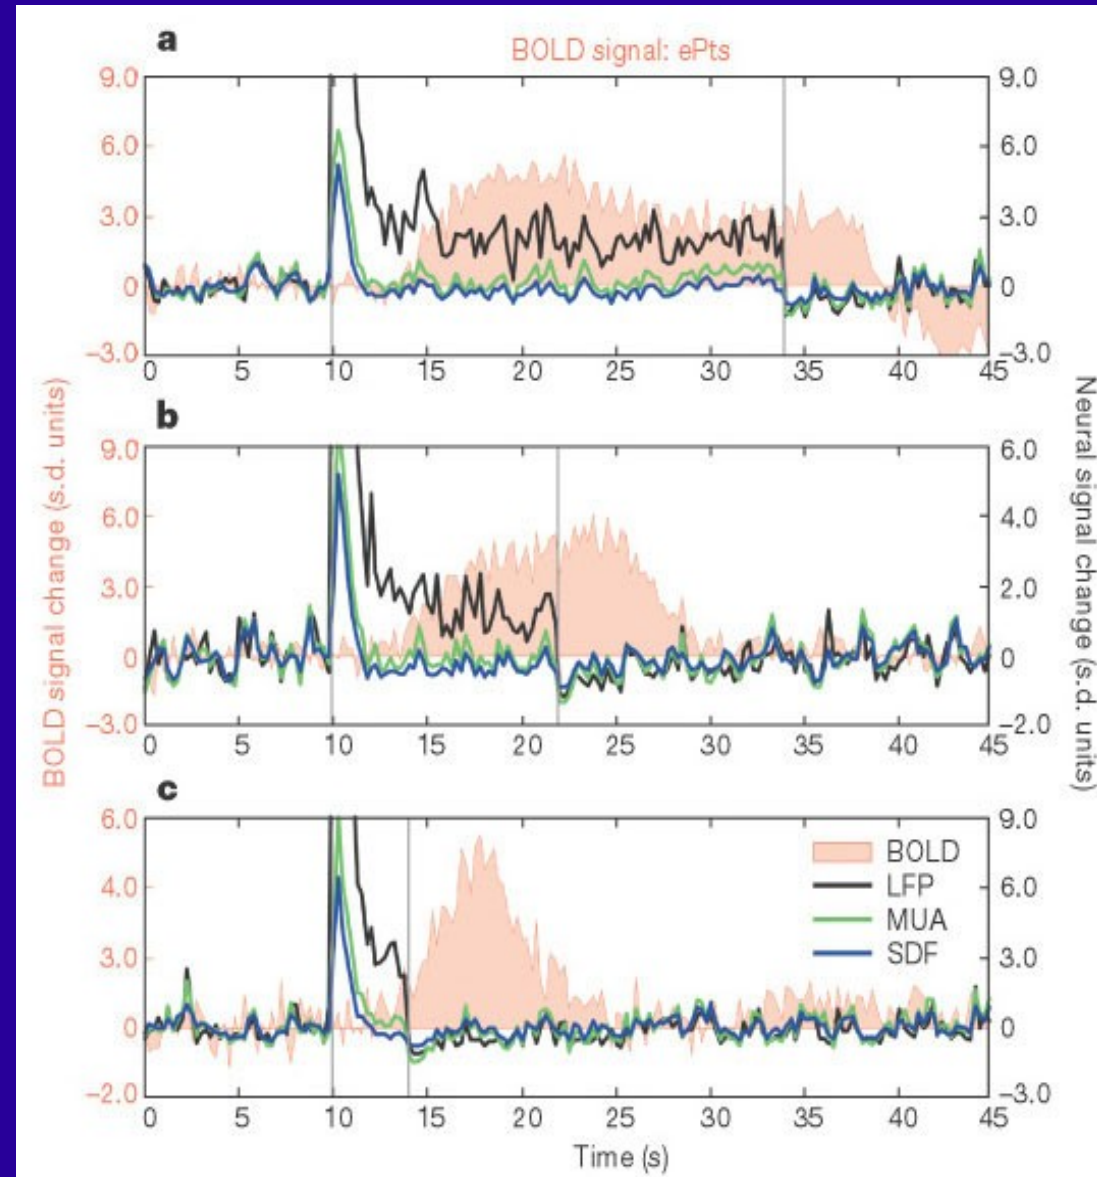 a
BOLD signal: ePts
9.0 9.0
6.0 6.0
3.0 3.0
0 0
−3.0 −3.0
0 5 10 15 20 25 30 35 40 45
b
9.0 6.0
6.0 4.0
3.0 2.0
0 0
−3.0 −2.0
0 5 10 15 20 25 30 35 40 45
BOLD signal change (s.d. units)
Neural signal change (s.d. units)
c
6.0 9.0
4.0 6.0
3.0 3.0
0 0
−2.0 −3.0
BOLD
LFP
MUA
SDF
0 5 10 15 20 25 30 35 40 45
Time (s)